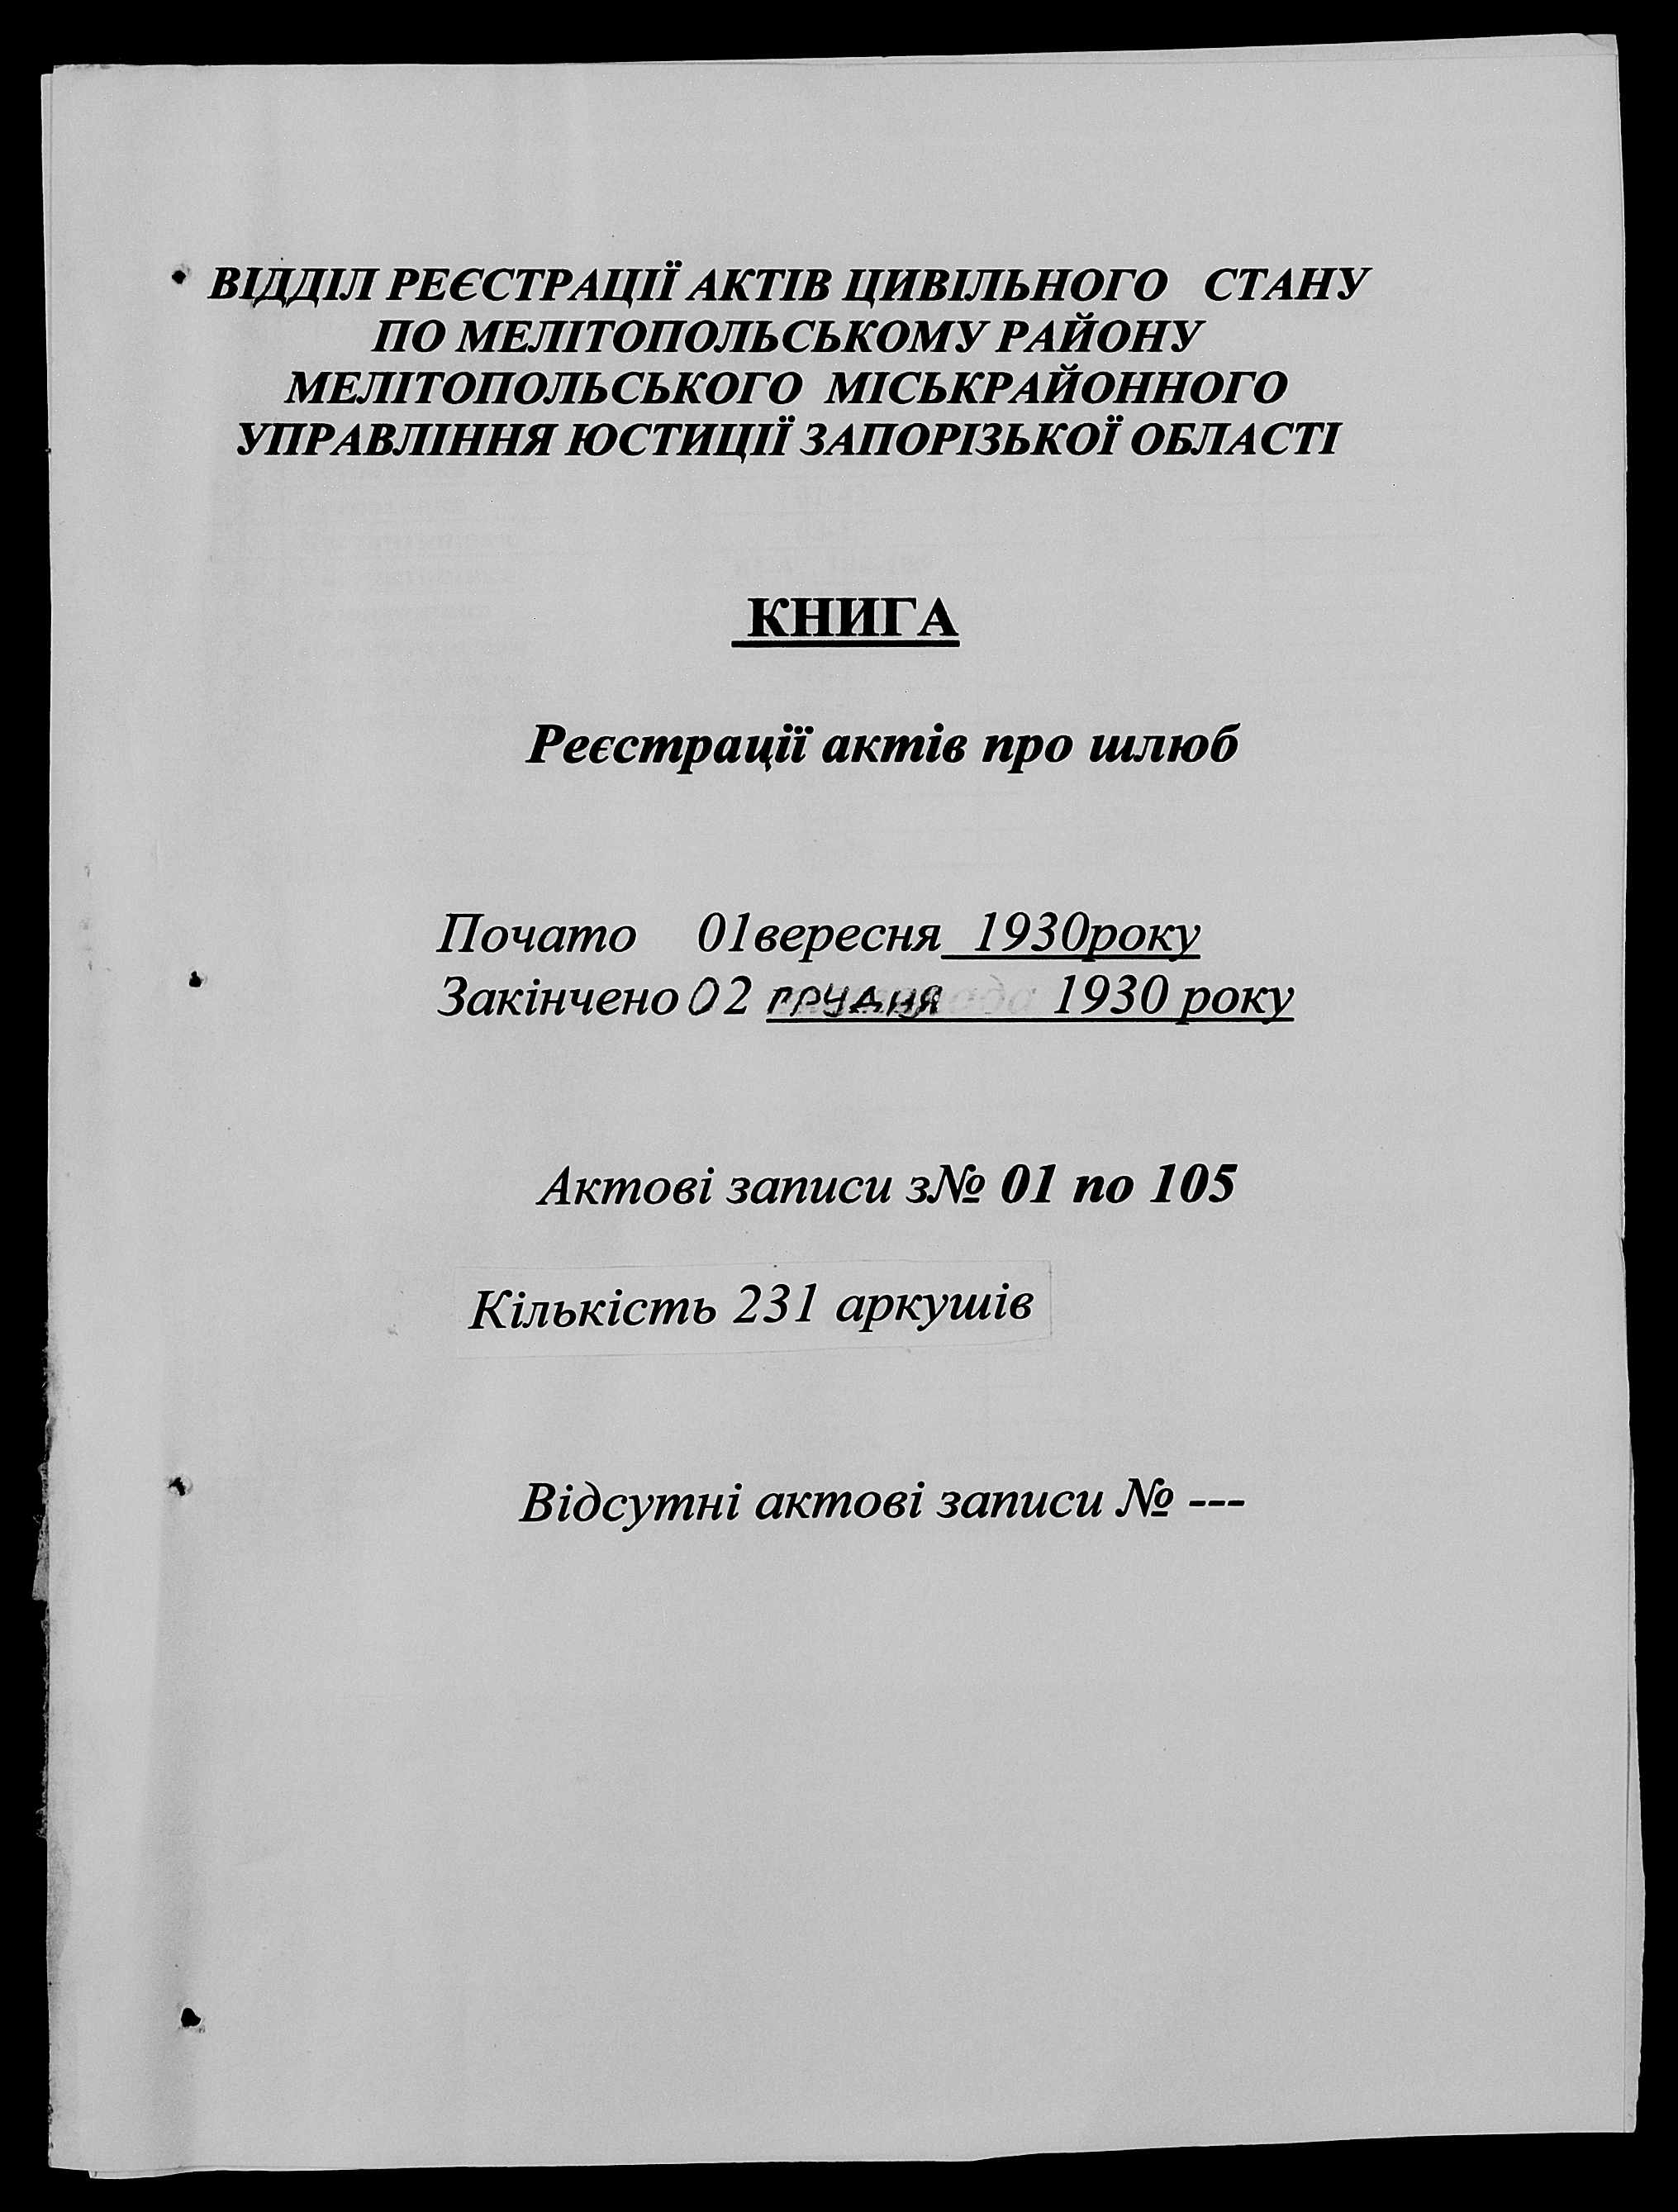 ВІДДІЛ РЕЄСТРАЦІЇ АКТІВ ЦИВІЛЬНОГО СТАНУ
ПО МЕЛІТОПОЛЬСЬКОМУ РАЙОНУ
МЕЛІТОПОЛЬСЬКОГО МІСЬКРАЙОННОГО
УПРАВЛІННЯ ЮСТИЦІЇ ЗАПОРІЗЬКОЇ ОБЛАСТІ
КНИГА
Реєстрації актів про шлюб
Почато 01вересня 1930року
Закінчено 02 грудня 1930 року
Актові записи з№ 01 по 105
Кількість 231 аркушів
Відсутні актові записи № ---